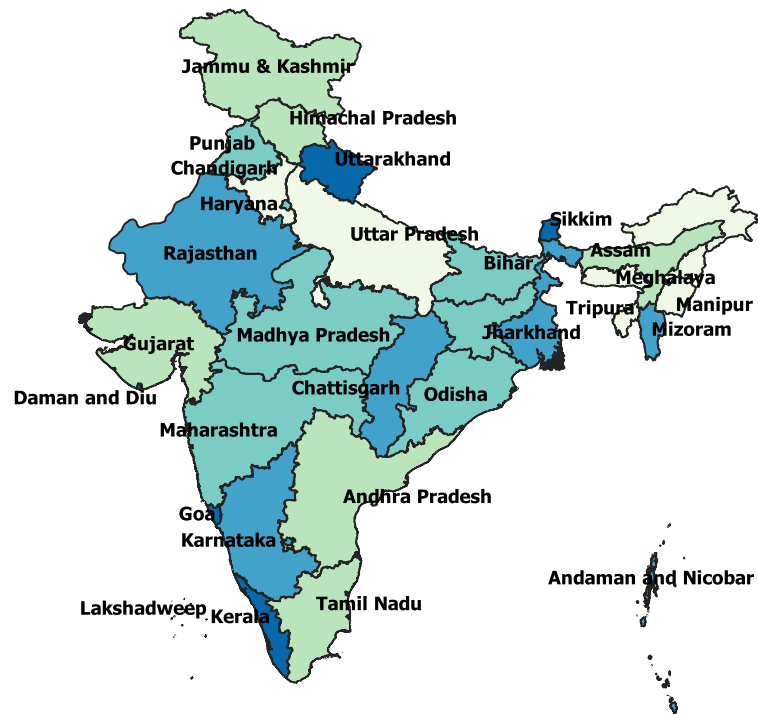 Jammu & Kashmir
Himachal Pradesh
Punjab
Uttarakhand
Chandigarh
Haryana
Sikkim
Uttar Pradesh
Rajasthan
Assam
Bihar
Meghalaya
Tripura
Manipur
Mizoram
Madhya Pradesh
Jharkhand
Gujarat
Chattisgarh
Odisha
Daman and Diu
Maharashtra
Andhra Pradesh
Goa
Karnataka
Andaman and Nicobar
Lakshadweep
Kerala
Tamil Nadu